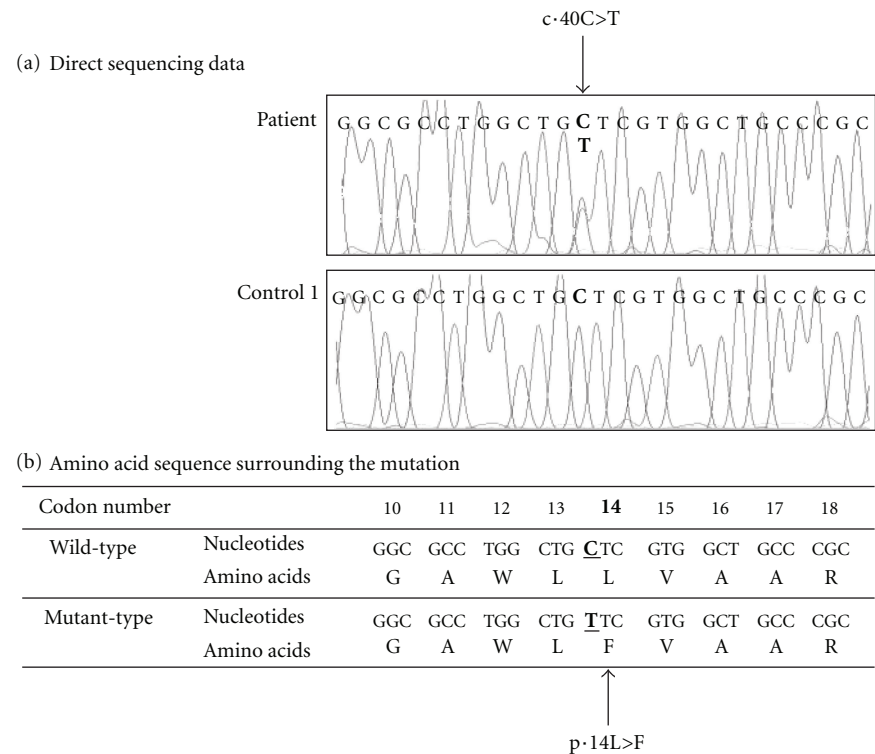 c·40C>T
(a) Direct sequencing data
Patient G G C G C C T G G C T G C T C G T G G C T G C C C G C
T
Control 1 G G C G C C T G G C T G C T C G T G G C T G C C C G C
(b) Amino acid sequence surrounding the mutation
Codon number 10 11 12 13 14 15 16 17 18
Wild-type Nucleotides GGC GCC TGG CTG CTC GTG GCT GCC CGC
Amino acids G A W L L V A A R
Mutant-type Nucleotides GGC GCC TGG CTG TTC GTG GCT GCC CGC
Amino acids G A W L F V A A R
p·14L>F